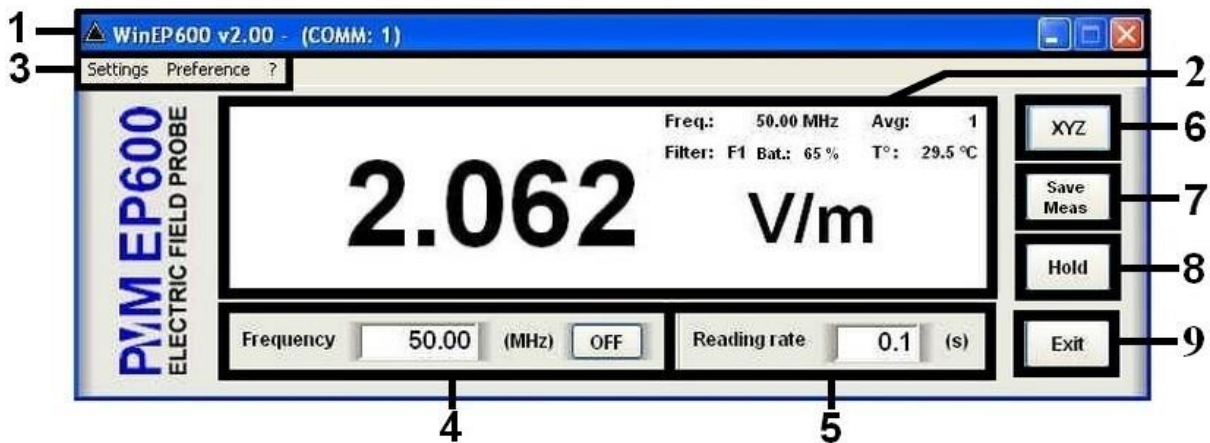 1 WinEP600 v2.00 - (COMM: 1)
3 Settings Preference ?
2
PMM EP600
ELECTRIC FIELD PROBE
Freq.: 50.00 MHz Avg: 1
Filter: F1 Bat.: 65 % T°: 29.5 °C
2.062 V/m
XYZ 6
Save
Meas 7
Hold 8
Frequency 50.00 (MHz) OFF
Reading rate 0.1 (s)
Exit 9
4
5